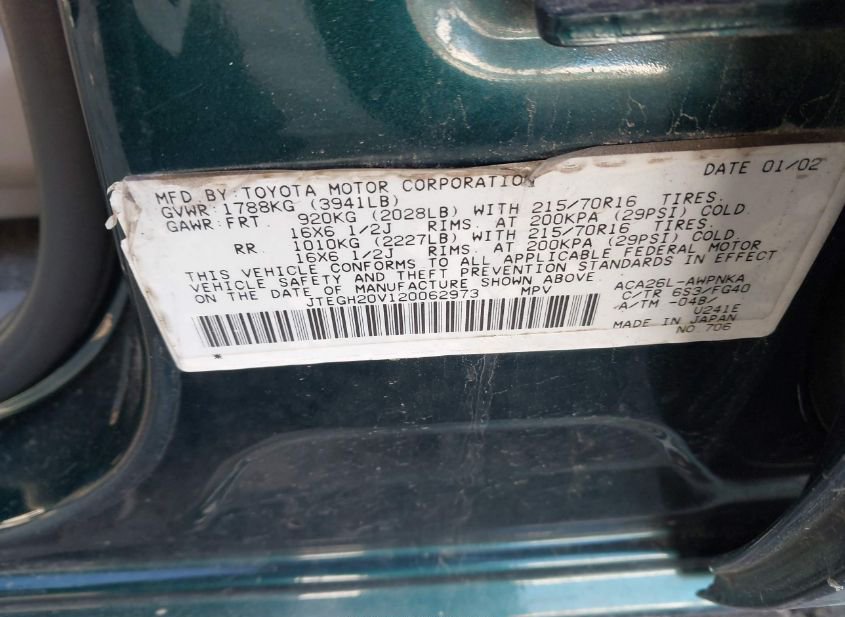 DATE 01/02
MFD. BY: TOYOTA MOTOR CORPORATION
GVWR: 1788KG (3941LB)
GAWR: FRT 920KG (2028LB) WITH 215/70R16 TIRES.
16X6 1/2J RIMS. AT 200KPA (29PSI) COLD
RR 1010KG (2227LB) WITH 215/70R16 TIRES.
16X6 1/2J RIMS. AT 200KPA (29PSI) COLD.
THIS VEHICLE CONFORMS TO ALL APPLICABLE FEDERAL MOTOR
VEHICLE SAFETY AND THEFT PREVENTION STANDARDS IN EFFECT
ON THE DATE OF MANUFACTURE SHOWN ABOVE.
JTEGH20V120062973 MPV
ACA26L-AWPNKA
C/TR 6S3/FG40
A/TM -04B/
U241E
MADE IN JAPAN
NO. 706
*